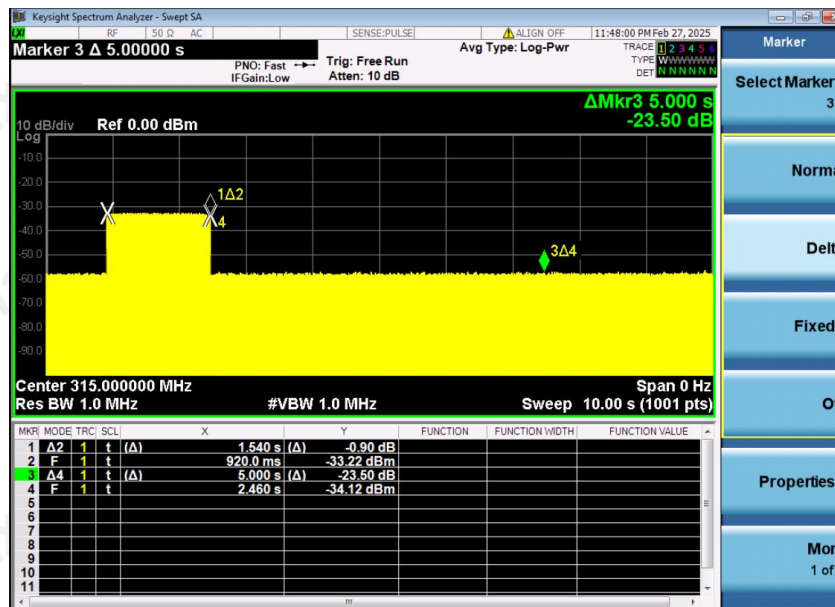 Keysight Spectrum Analyzer - Swept SA
RF 50 Ω AC SENSE:PULSE ALIGN OFF 11:48:00 PM Feb 27, 2025
Marker 3 Δ 5.00000 s
PNO: Fast
IFGain:Low
Trig: Free Run
Atten: 10 dB
Avg Type: Log-Pwr
TRACE 1 2 3 4 5 6
TYPE W W W W W W
DET N N N N N N
ΔMkr3 5.000 s
-23.50 dB
10 dB/div Ref 0.00 dBm
Log
-10.0
-20.0
-30.0
-40.0
-50.0
-60.0
-70.0
-80.0
-90.0
1Δ2
4
3Δ4
Center 315.000000 MHz Span 0 Hz
Res BW 1.0 MHz #VBW 1.0 MHz Sweep 10.00 s (1001 pts)
MKR MODE TRC SCL X Y FUNCTION FUNCTION WIDTH FUNCTION VALUE
1 Δ2 1 t (Δ) 1.540 s (Δ) -0.90 dB
2 F 1 t 920.0 ms -33.22 dBm
3 Δ4 1 t (Δ) 5.000 s (Δ) -23.50 dB
4 F 1 t 2.460 s -34.12 dBm
5
6
7
8
9
10
11
Marker
Select Marker
3
Norma
Delt
Fixed
O
Properties
Mor
1 of